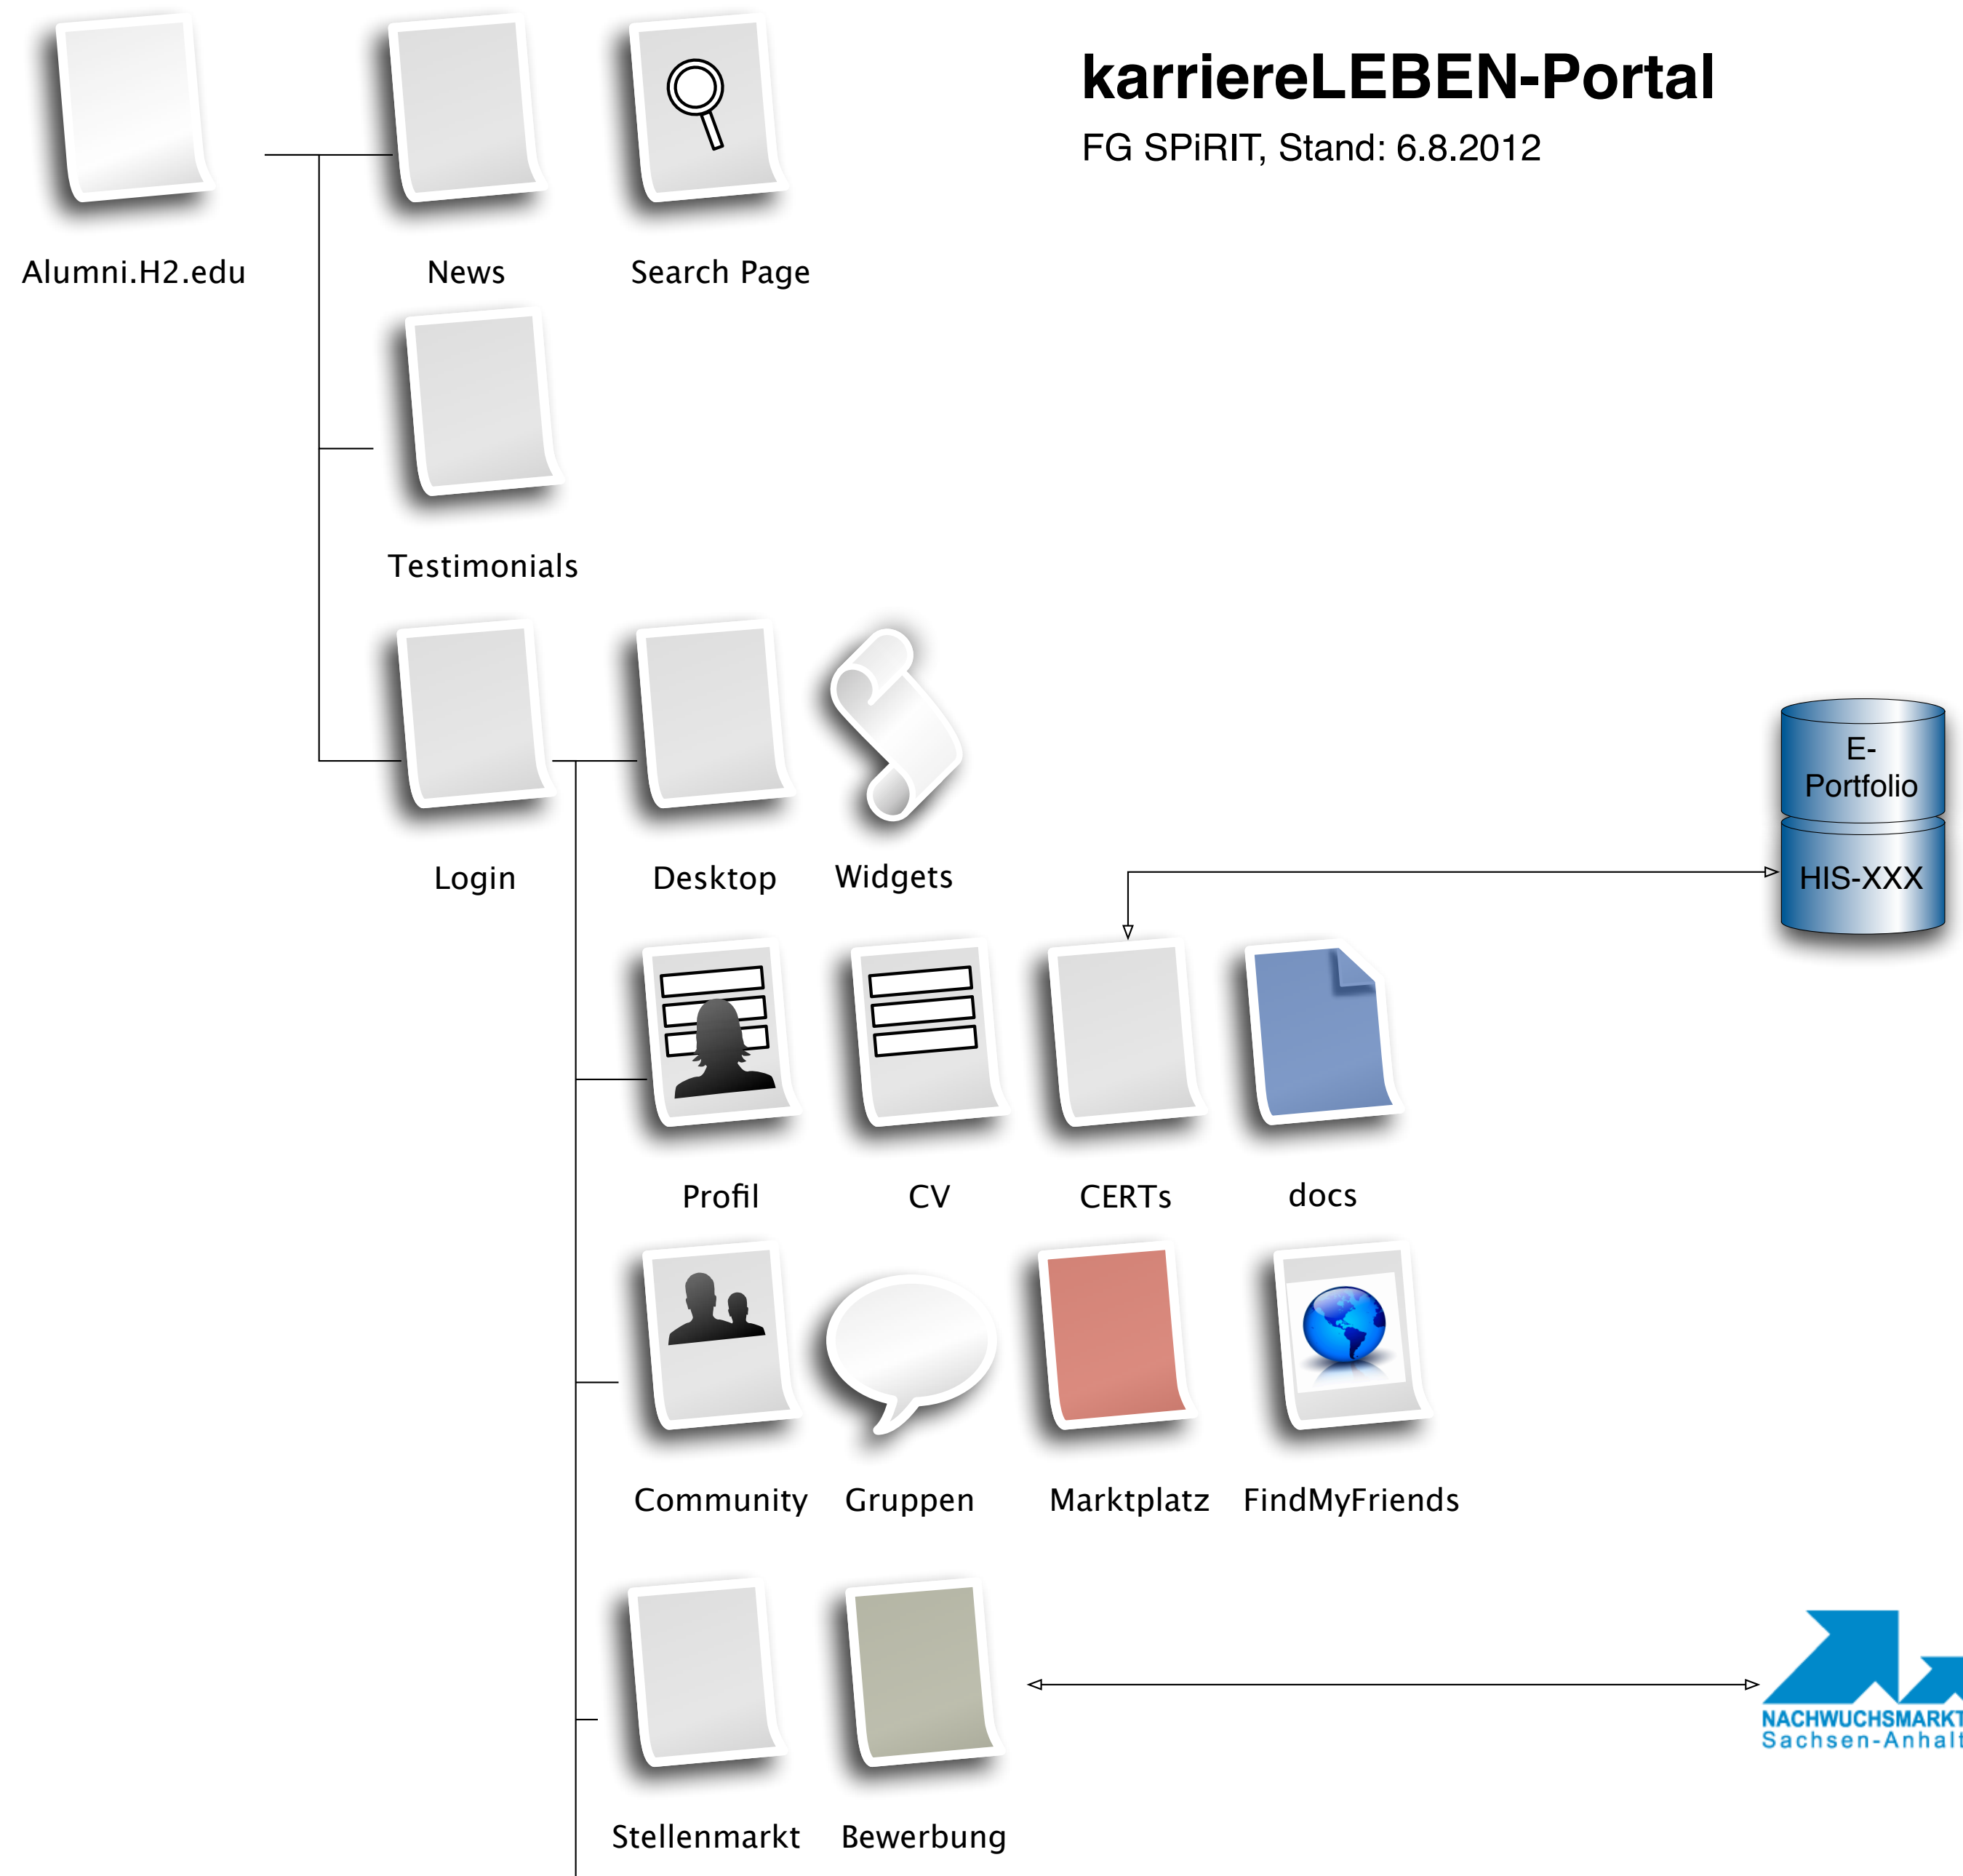 karriereLEBEN-Portal
FG SPiRIT, Stand: 6.8.2012
Alumni.H2.edu
News
Search Page
Testimonials
Login
Desktop
Widgets
E-
Portfolio
HIS-XXX
Profil
CV
CERTs
docs
Community
Gruppen
Marktplatz
FindMyFriends
NACHWUCHSMARKT
Sachsen-Anhalt
Stellenmarkt
Bewerbung